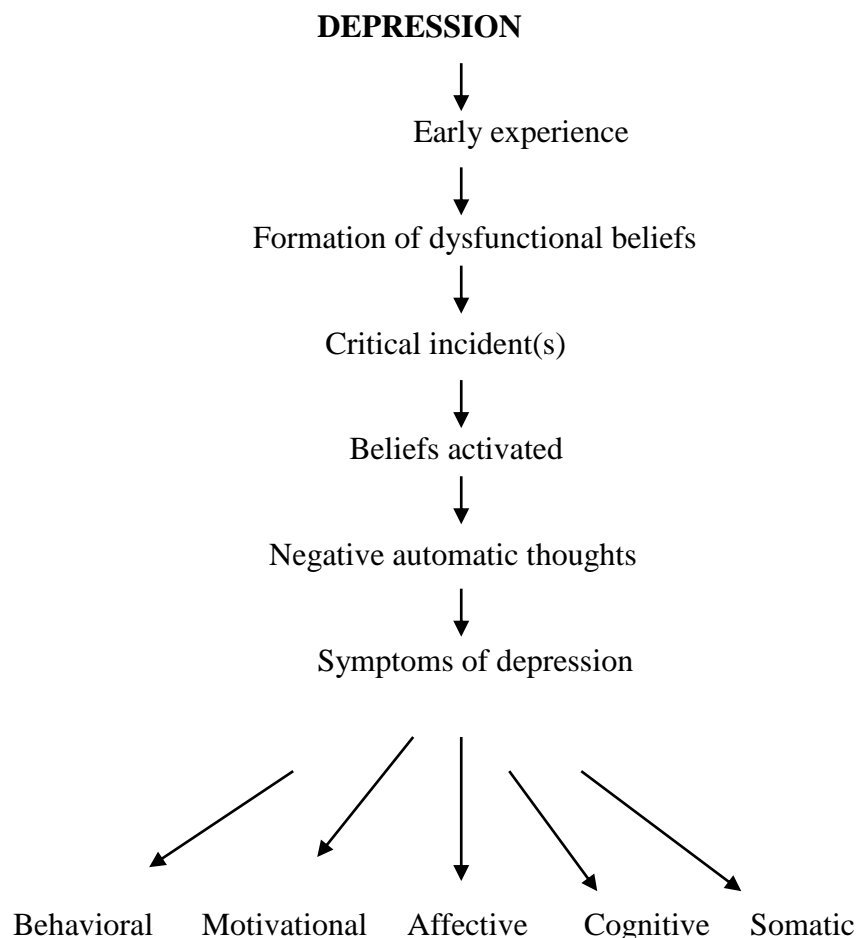 DEPRESSION
Early experience
Formation of dysfunctional beliefs
Critical incident(s)
Beliefs activated
Negative automatic thoughts
Symptoms of depression
Behavioral Motivational Affective Cognitive Somatic